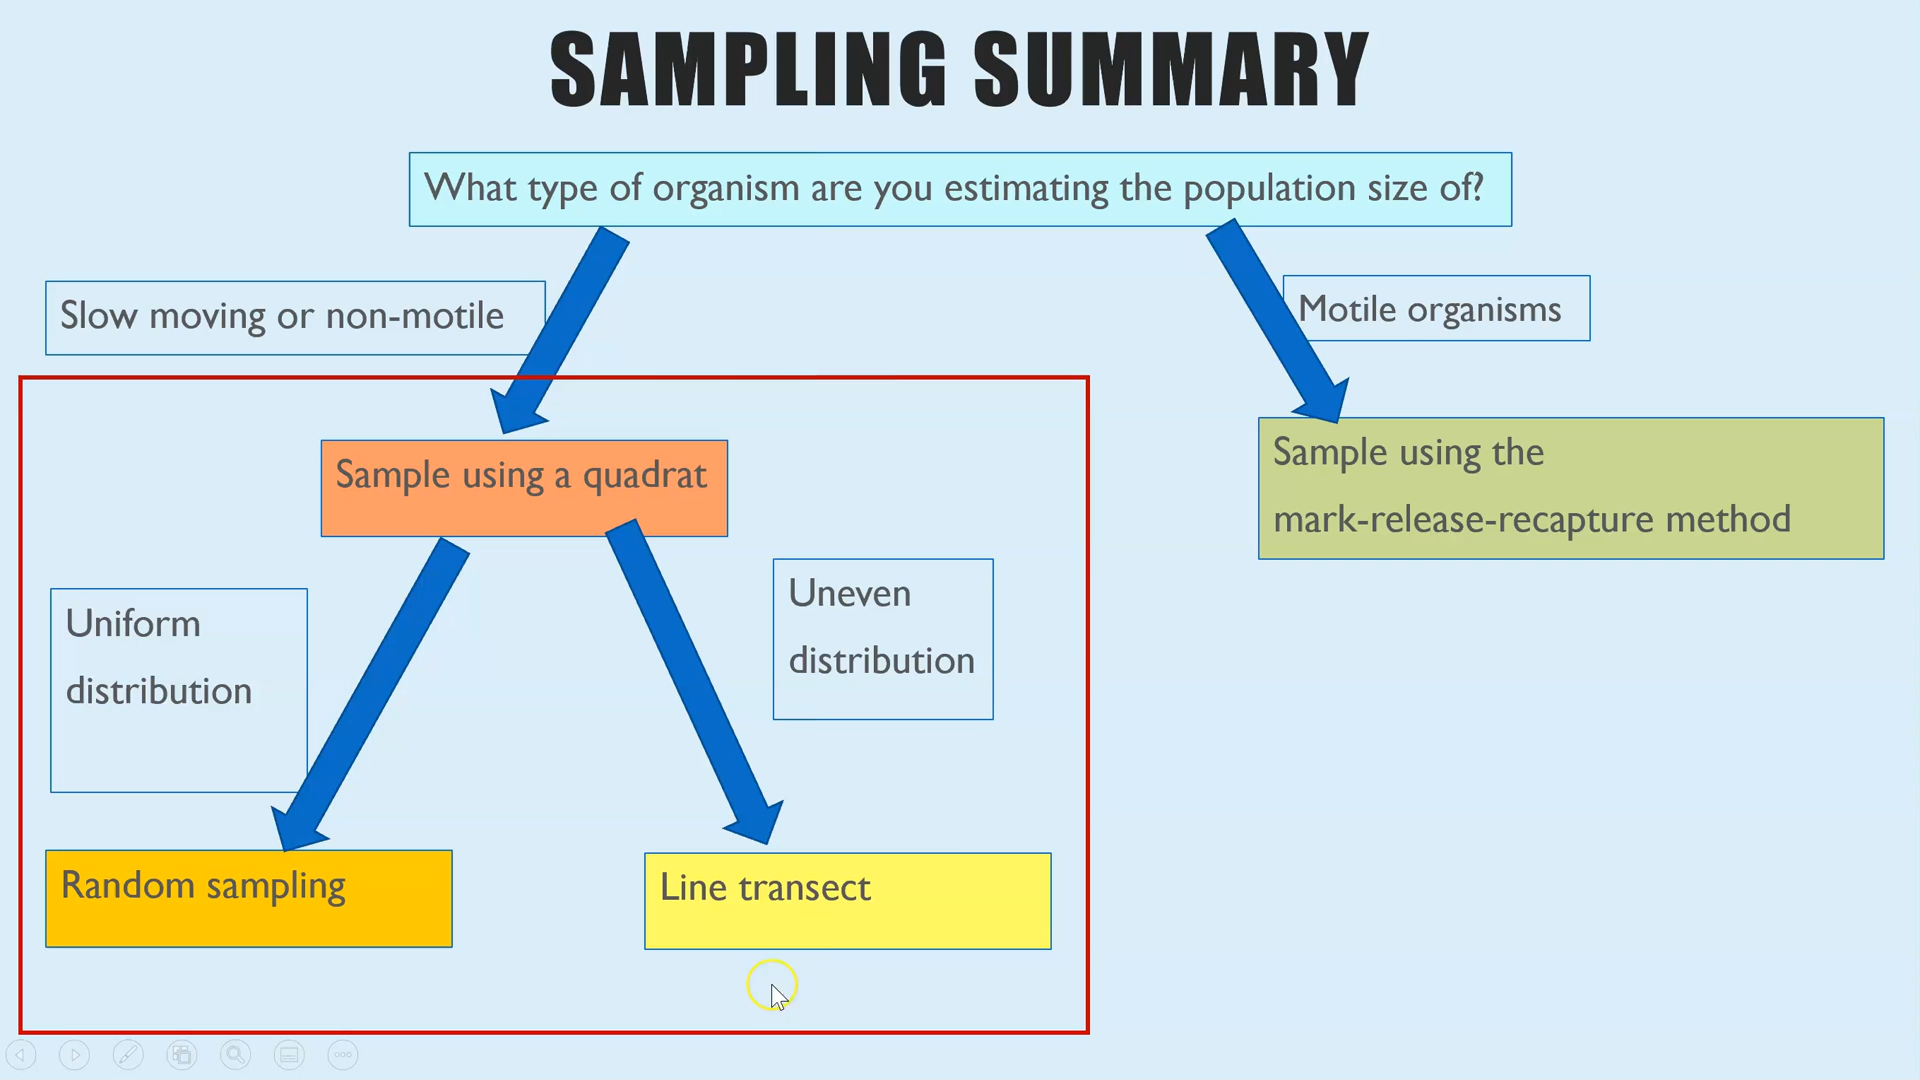 SAMPLING SUMMARY
What type of organism are you estimating the population size of?
Slow moving or non-motile
Motile organisms
Sample using a quadrat
Sample using the
mark-release-recapture method
Uniform
distribution
Uneven
distribution
Random sampling
Line transect